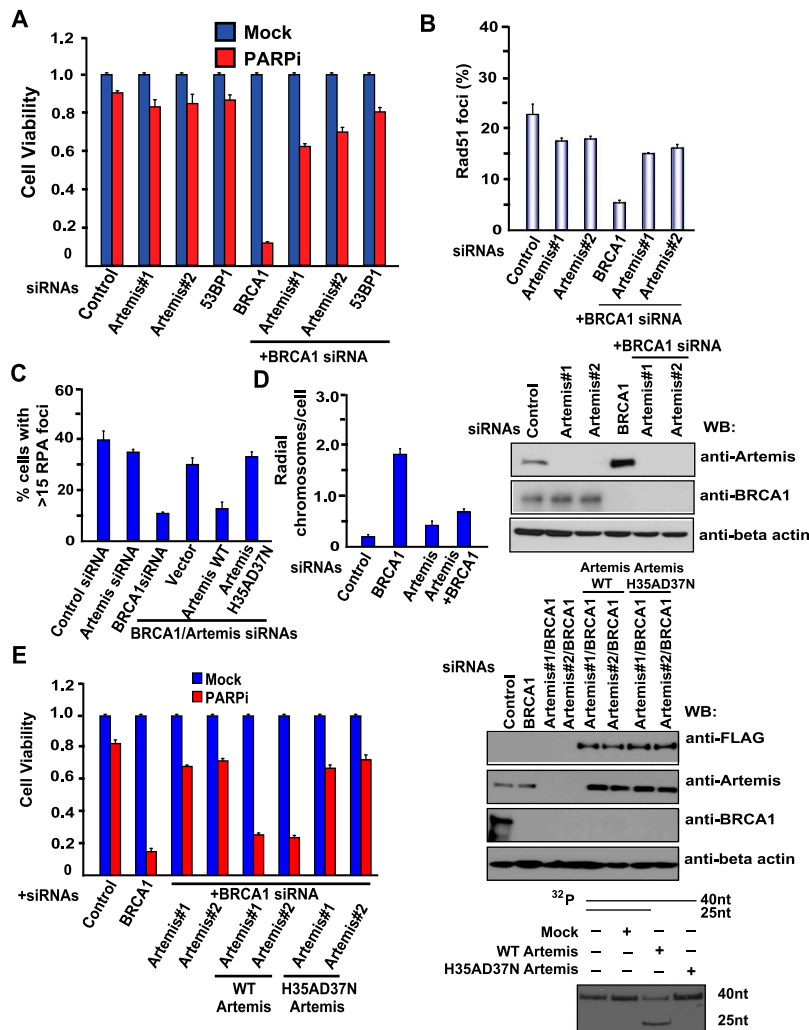 A
Mock
PARPi
Cell Viability
1.2
1.0
0.8
0.6
0.4
0.2
0
siRNAs
Control
Artemis#1
Artemis#2
53BP1
BRCA1
Artemis#1
Artemis#2
53BP1
+BRCA1 siRNA
B
Rad51 foci (%)
40
30
20
10
0
siRNAs
Control
Artemis#1
Artemis#2
BRCA1
Artemis#1
Artemis#2
+BRCA1 siRNA
C
% cells with
>15 RPA foci
60
40
20
0
Control siRNA
Artemis siRNA
BRCA1siRNA
Vector
Artemis WT
Artemis
H35AD37N
BRCA1/Artemis siRNAs
D
Radial
chromosomes/cell
3.0
2.0
1.0
0
siRNAs
Control
BRCA1
Artemis
Artemis
+BRCA1
+BRCA1 siRNA
siRNAs
Control
Artemis#1
Artemis#2
BRCA1
Artemis#1
Artemis#2
WB:
anti-Artemis
anti-BRCA1
anti-beta actin
E
Mock
PARPi
Cell Viability
1.2
1.0
0.8
0.6
0.4
0.2
0
+siRNAs
Control
BRCA1
+BRCA1 siRNA
Artemis#1
Artemis#2
Artemis#1
Artemis#2
Artemis#1
Artemis#2
WT
Artemis
H35AD37N
Artemis
Artemis
WT
Artemis
H35AD37N
siRNAs
Control
BRCA1
Artemis#1/BRCA1
Artemis#2/BRCA1
Artemis#1/BRCA1
Artemis#2/BRCA1
Artemis#1/BRCA1
Artemis#2/BRCA1
WB:
anti-FLAG
anti-Artemis
anti-BRCA1
anti-beta actin
32P
40nt
25nt
Mock – + – –
WT Artemis – – + –
H35AD37N Artemis – – – +
40nt
25nt